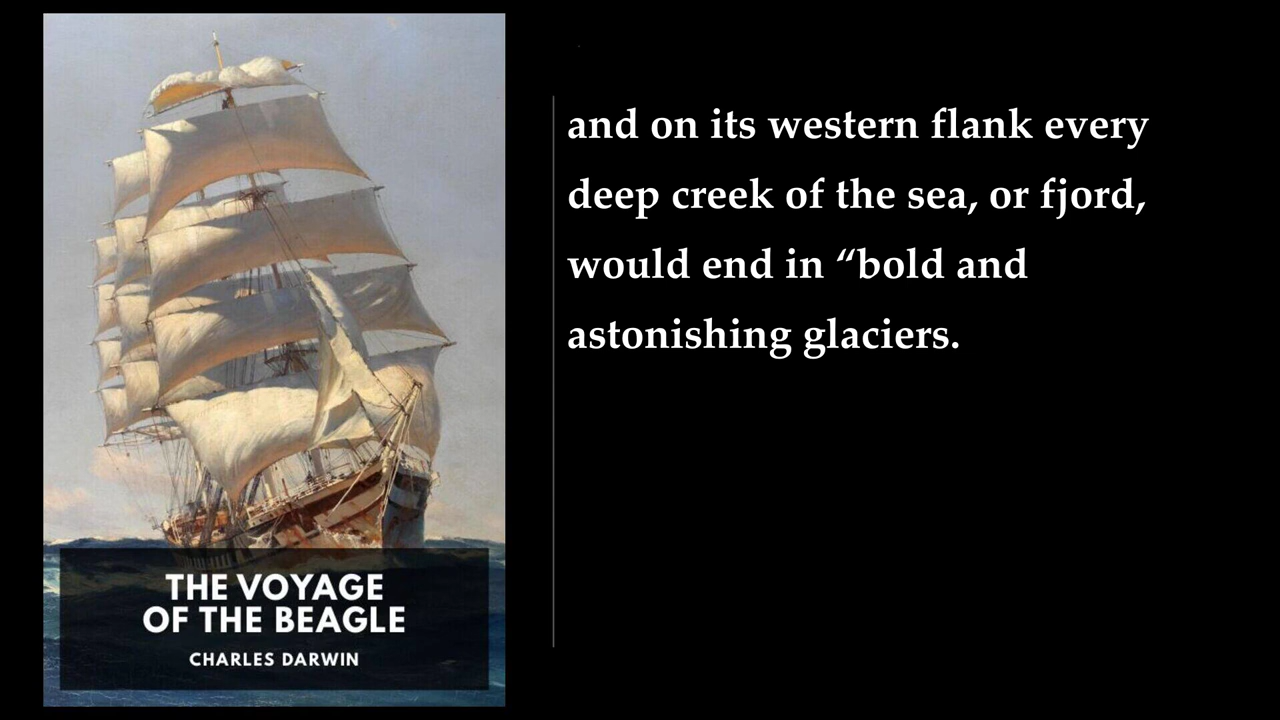 THE VOYAGE
OF THE BEAGLE
CHARLES DARWIN
and on its western flank every
deep creek of the sea, or fjord,
would end in “bold and
astonishing glaciers.